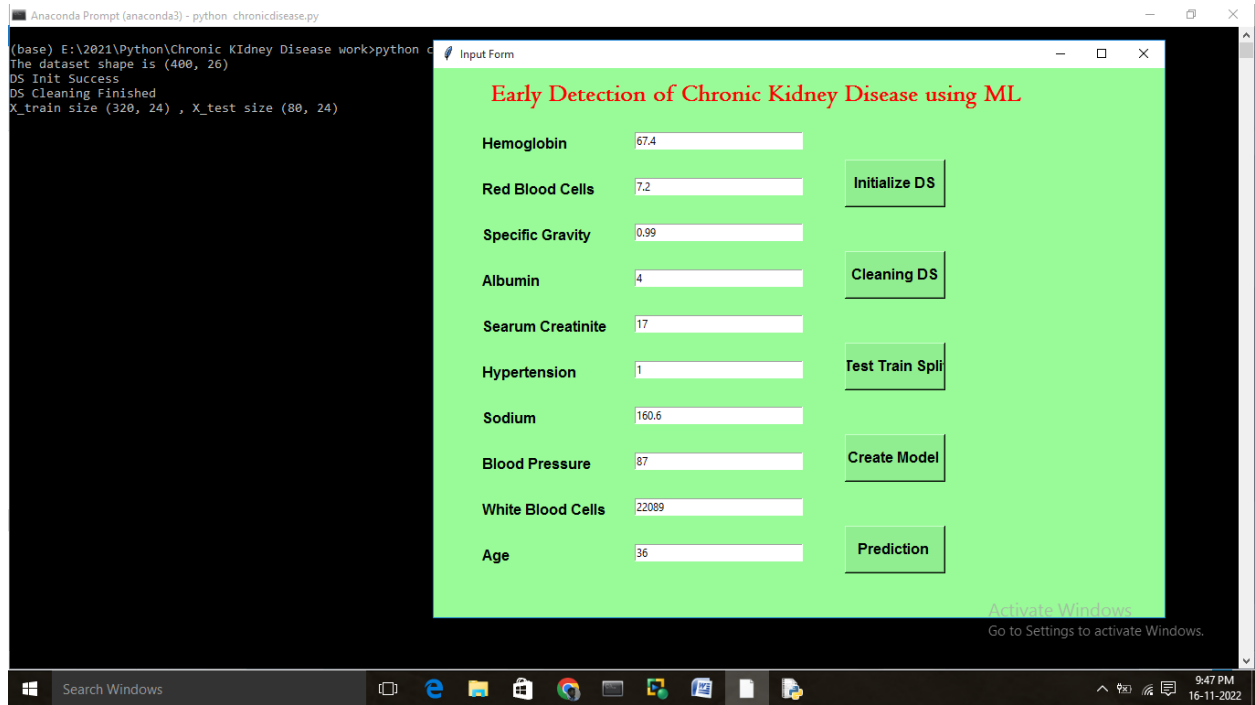 Anaconda Prompt (anaconda3) - python  chronicdisease.py
(base) E:\2021\Python\Chronic KIdney Disease work>python c
The dataset shape is (400, 26)
DS Init Success
DS Cleaning Finished
X_train size (320, 24) , X_test size (80, 24)
Input Form
Early Detection of Chronic Kidney Disease using ML
Hemoglobin 67.4
Red Blood Cells 7.2
Specific Gravity 0.99
Albumin 4
Searum Creatinite 17
Hypertension 1
Sodium 160.6
Blood Pressure 87
White Blood Cells 22089
Age 36
Initialize DS
Cleaning DS
Test Train Spli
Create Model
Prediction
Activate Windows
Go to Settings to activate Windows.
Search Windows
9:47 PM
16-11-2022